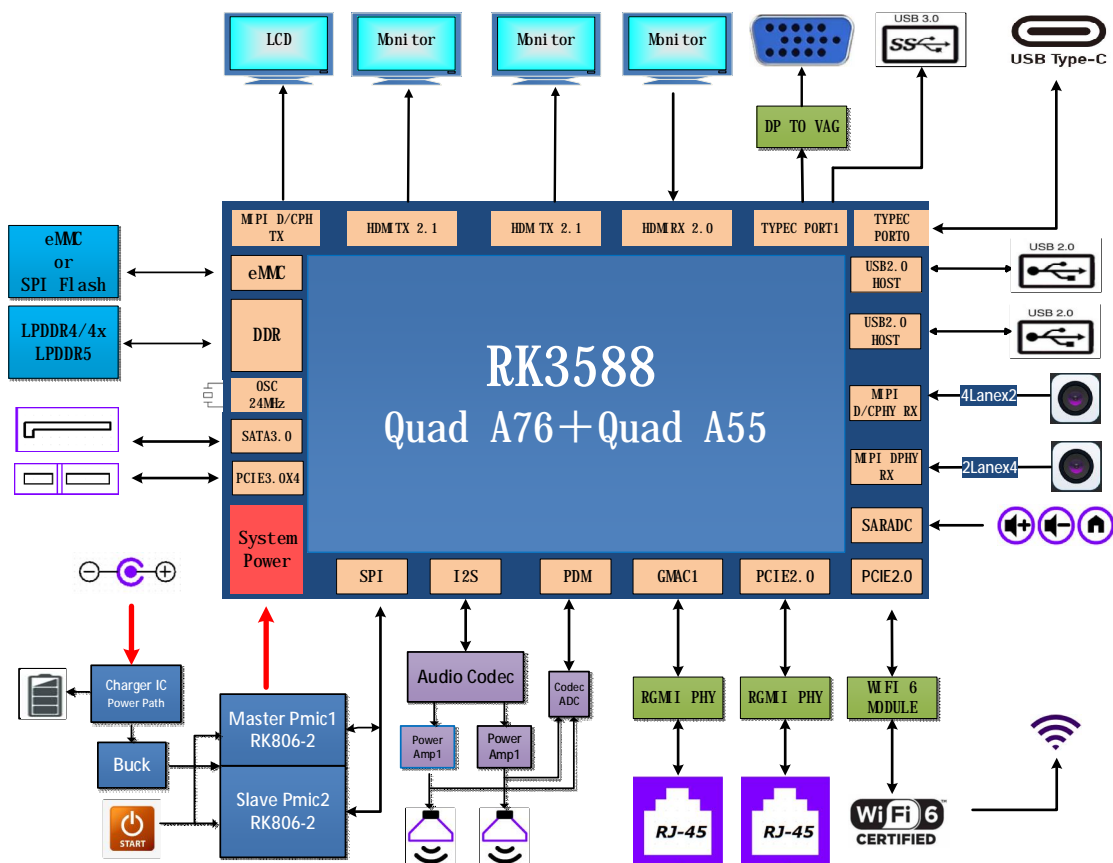 LCD
Monitor
Monitor
Monitor
USB 3.0
SS
USB Type-C
DP TO VAG
MIPI D/CPH
TX
HDMITX 2.1
HDMITX 2.1
HDMIRX 2.0
TYPEC PORT1
TYPEC
PORT0
eMMC
or
SPI Flash
eMMC
USB2.0
HOST
USB 2.0
LPDDR4/4x
LPDDR5
DDR
USB2.0
HOST
USB 2.0
RK3588
Quad A76+Quad A55
OSC
24MHz
MIPI
D/CPHY RX
4Lanex2
SATA3.0
PCIE3.0X4
MIPI DPHY
RX
2Lanex4
System
Power
SARADC
SPI
I2S
PDM
GMAC1
PCIE2.0
PCIE2.0
Charger IC
Power Path
Audio Codec
Codec
ADC
RGMII PHY
RGMII PHY
WIFI 6
MODULE
Master Pmic1
RK806-2
Power
Amp1
Power
Amp1
Buck
Slave Pmic2
RK806-2
START
RJ-45
RJ-45
WiFi 6
CERTIFIED